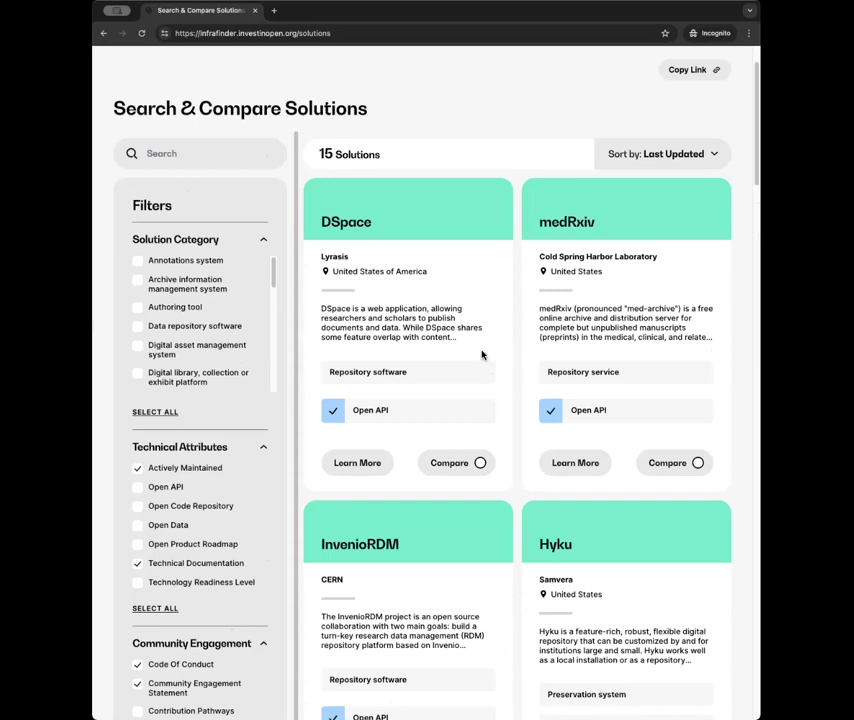 Search & Compare Solutions
https://infrafinder.investinopen.org/solutions
Incognito
Copy Link
Search & Compare Solutions
Search
15 Solutions
Sort by: Last Updated
Filters
Solution Category
Annotations system
Archive information
management system
Authoring tool
Data repository software
Digital asset management
system
Digital library, collection or
exhibit platform
SELECT ALL
Technical Attributes
Actively Maintained
Open API
Open Code Repository
Open Data
Open Product Roadmap
Technical Documentation
Technology Readiness Level
SELECT ALL
Community Engagement
Code Of Conduct
Community Engagement
Statement
Contribution Pathways
DSpace
Lyrasis
United States of America
DSpace is a web application, allowing
researchers and scholars to publish
documents and data. While DSpace shares
some feature overlap with content...
Repository software
Open API
Learn More
Compare
medRxiv
Cold Spring Harbor Laboratory
United States
medRxiv (pronounced "med-archive") is a free
online archive and distribution server for
complete but unpublished manuscripts
(preprints) in the medical, clinical, and relate...
Repository service
Open API
Learn More
Compare
InvenioRDM
CERN
The InvenioRDM project is an open source
collaboration with two main goals: build a
turn-key research data management (RDM)
repository platform based on Invenio...
Repository software
Open API
Hyku
Samvera
United States
Hyku is a feature-rich, robust, flexible digital
repository that can be customized by and for
institutions large and small. Hyku works well
as a local installation or as a repository...
Preservation system